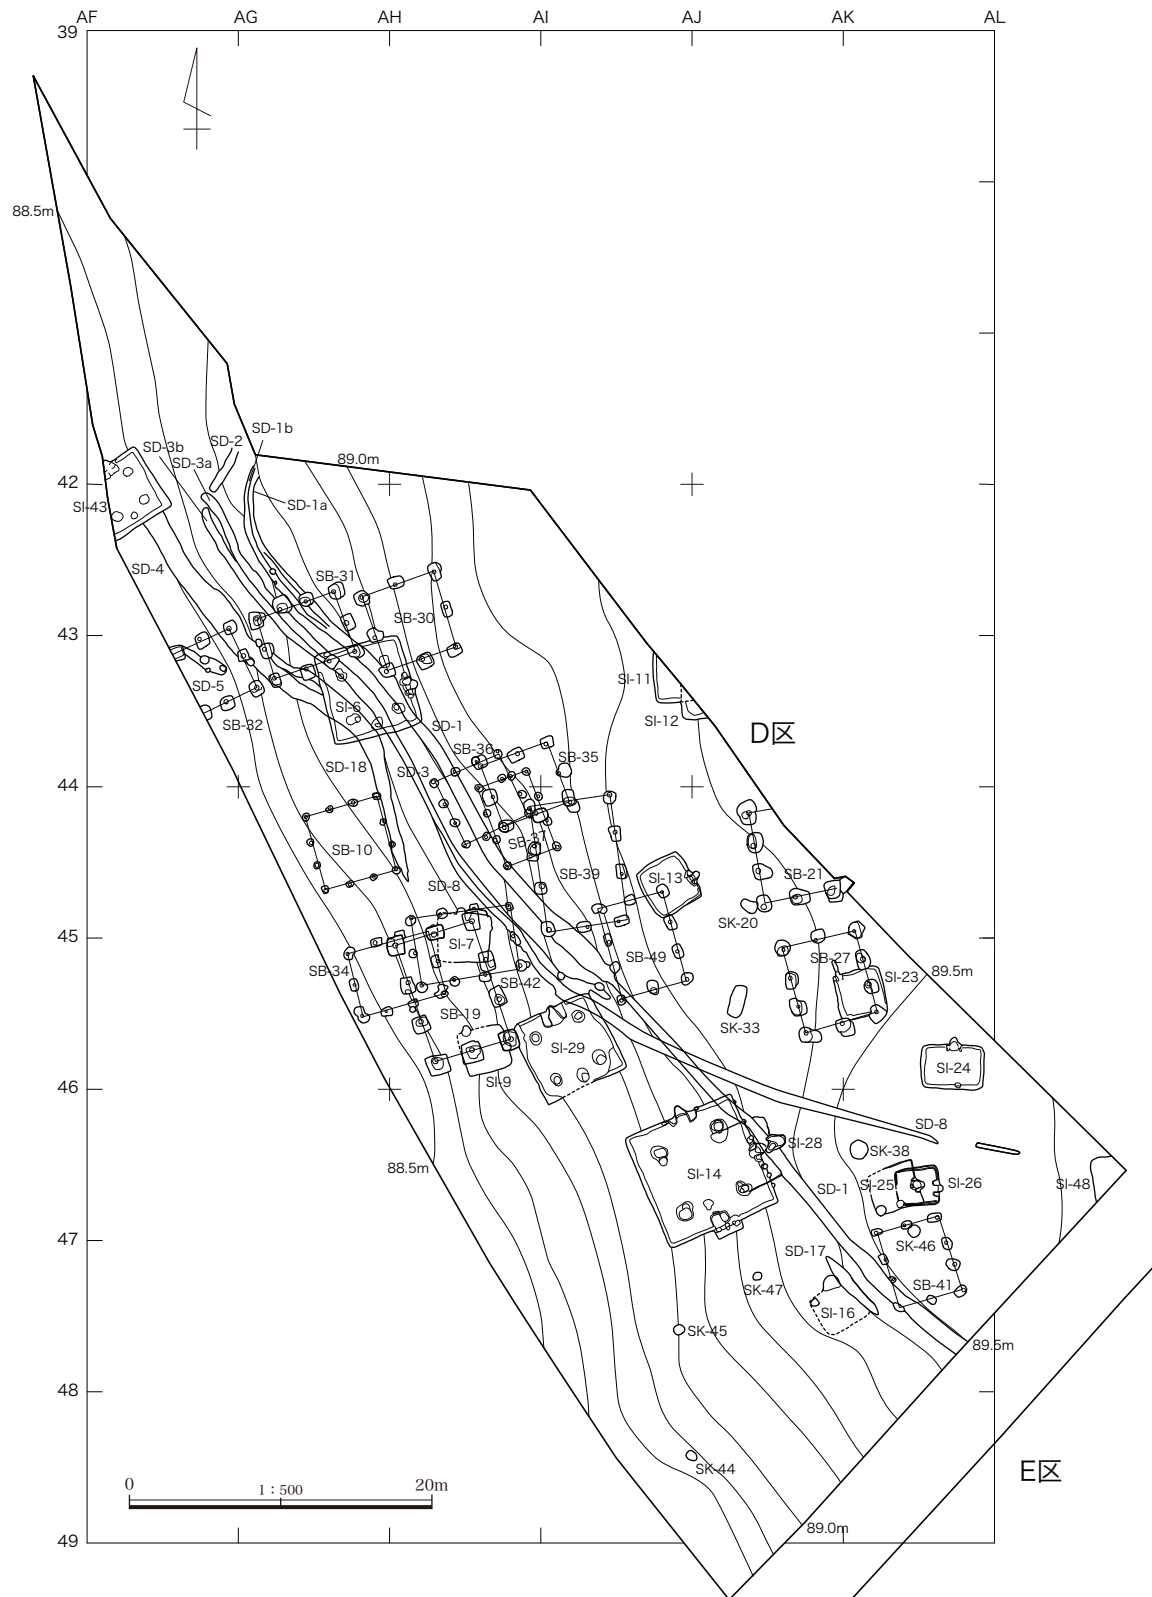 AF AG AH AI AJ AK AL
39
88.5m
SD-1b
SD-2
SD-3b
89.0m
SD-3a
42
SD-1a
SI-43
SD-4
SB-31
SB-30
43
SI-11
SD-5
SI-6
SI-12
SB-32
SD-1
D区
SB-36
SB-35
SD-18
SD-3
44
SB-37
SB-10
SB-39
SI-13
SB-21
SD-8
SK-20
45
SI-7
SB-49
SB-27
SB-34
SI-23
89.5m
SB-42
SB-19
SK-33
SI-29
SI-24
SI-9
46
SD-8
SI-28
SK-38
88.5m
SI-14
SD-1
SI-25
SI-26
SI-48
47
SK-46
SD-17
SB-41
SK-47
SI-16
SK-45
89.5m
48
SK-44
E区
0 1：500 20m
89.0m
49